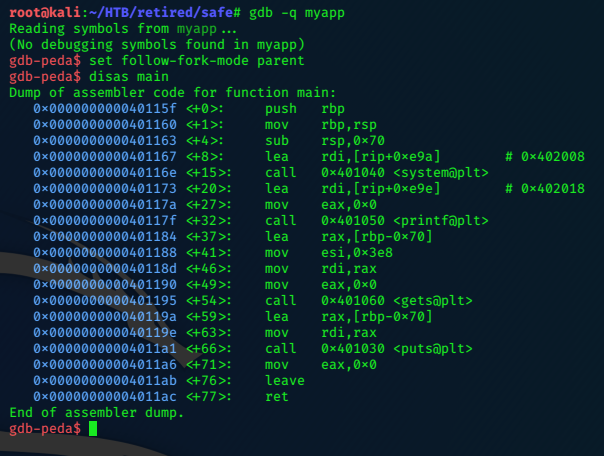 root@kali:~/HTB/retired/safe# gdb -q myapp
Reading symbols from myapp...
(No debugging symbols found in myapp)
gdb-peda$ set follow-fork-mode parent
gdb-peda$ disas main
Dump of assembler code for function main:
   0x000000000040115f <+0>:     push   rbp
   0x0000000000401160 <+1>:     mov    rbp,rsp
   0x0000000000401163 <+4>:     sub    rsp,0x70
   0x0000000000401167 <+8>:     lea    rdi,[rip+0xe9a]        # 0x402008
   0x000000000040116e <+15>:    call   0x401040 <system@plt>
   0x0000000000401173 <+20>:    lea    rdi,[rip+0xe9e]        # 0x402018
   0x000000000040117a <+27>:    mov    eax,0x0
   0x000000000040117f <+32>:    call   0x401050 <printf@plt>
   0x0000000000401184 <+37>:    lea    rax,[rbp-0x70]
   0x0000000000401188 <+41>:    mov    esi,0x3e8
   0x000000000040118d <+46>:    mov    rdi,rax
   0x0000000000401190 <+49>:    mov    eax,0x0
   0x0000000000401195 <+54>:    call   0x401060 <gets@plt>
   0x000000000040119a <+59>:    lea    rax,[rbp-0x70]
   0x000000000040119e <+63>:    mov    rdi,rax
   0x00000000004011a1 <+66>:    call   0x401030 <puts@plt>
   0x00000000004011a6 <+71>:    mov    eax,0x0
   0x00000000004011ab <+76>:    leave
   0x00000000004011ac <+77>:    ret
End of assembler dump.
gdb-peda$